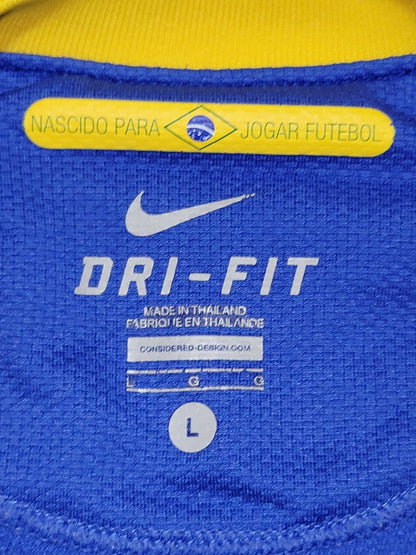 NASCIDO PARA JOGAR FUTEBOL
DRI-FIT
MADE IN THAILAND
FABRIQUE EN THAILANDE
CONSIDERED-DESIGN.COM
L G G
L